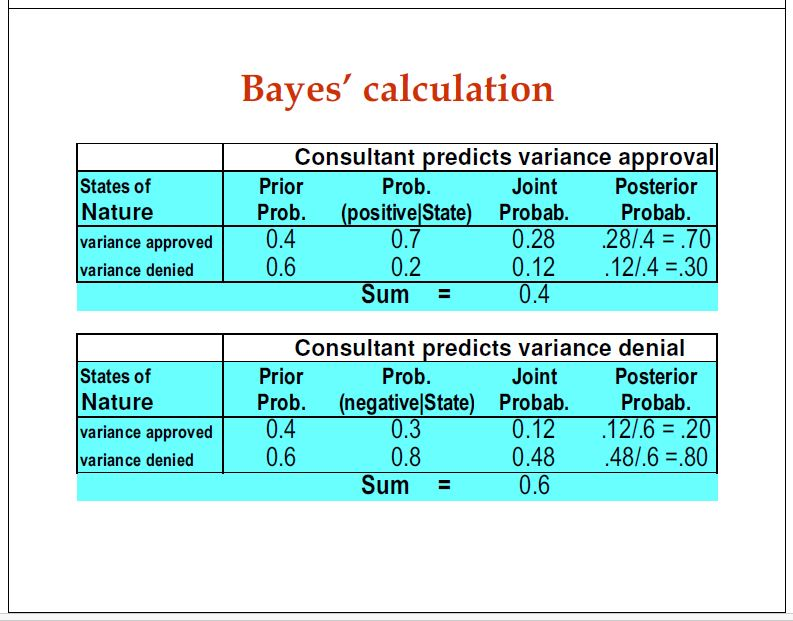 Bayes’ calculation
Consultant predicts variance approval
States of Prior Prob. Joint Posterior
Nature Prob. (positive|State) Probab. Probab.
variance approved 0.4 0.7 0.28 .28/.4 = .70
variance denied 0.6 0.2 0.12 .12/.4 =.30
Sum = 0.4
Consultant predicts variance denial
States of Prior Prob. Joint Posterior
Nature Prob. (negative|State) Probab. Probab.
variance approved 0.4 0.3 0.12 .12/.6 = .20
variance denied 0.6 0.8 0.48 .48/.6 =.80
Sum = 0.6